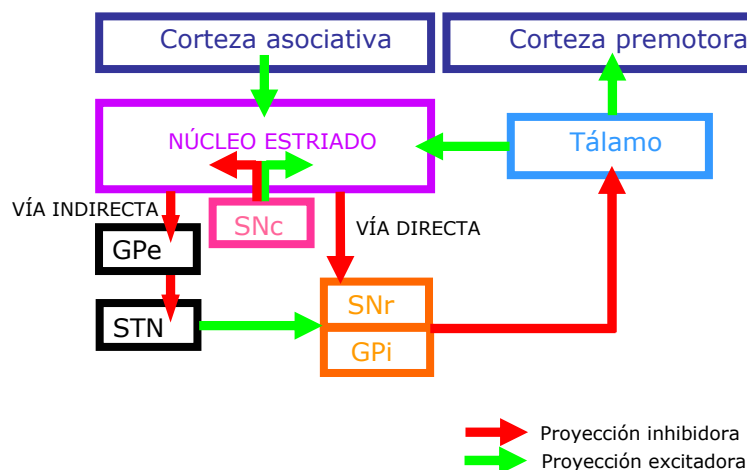 Corteza asociativa
Corteza premotora
NÚCLEO ESTRIADO
Tálamo
VÍA INDIRECTA
SNc
VÍA DIRECTA
GPe
SNr
STN
GPi
Proyección inhibidora
Proyección excitadora